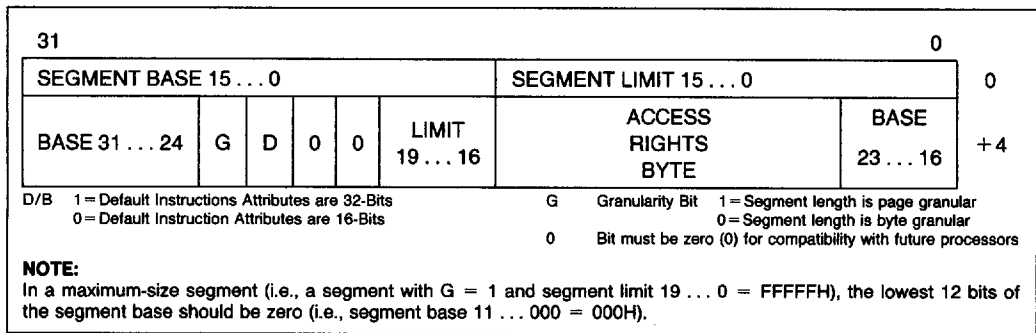 31 0
SEGMENT BASE 15 . . . 0 SEGMENT LIMIT 15 . . . 0 0
BASE 31 . . . 24 G D 0 0 LIMIT 19 . . . 16 ACCESS RIGHTS BYTE BASE 23 . . . 16 +4
D/B 1 = Default Instructions Attributes are 32-Bits
0 = Default Instruction Attributes are 16-Bits
G Granularity Bit 1 = Segment length is page granular
0 = Segment length is byte granular
0 Bit must be zero (0) for compatibility with future processors
NOTE:
In a maximum-size segment (i.e., a segment with G = 1 and segment limit 19 . . . 0 = FFFFFH), the lowest 12 bits of
the segment base should be zero (i.e., segment base 11 . . . 000 = 000H).